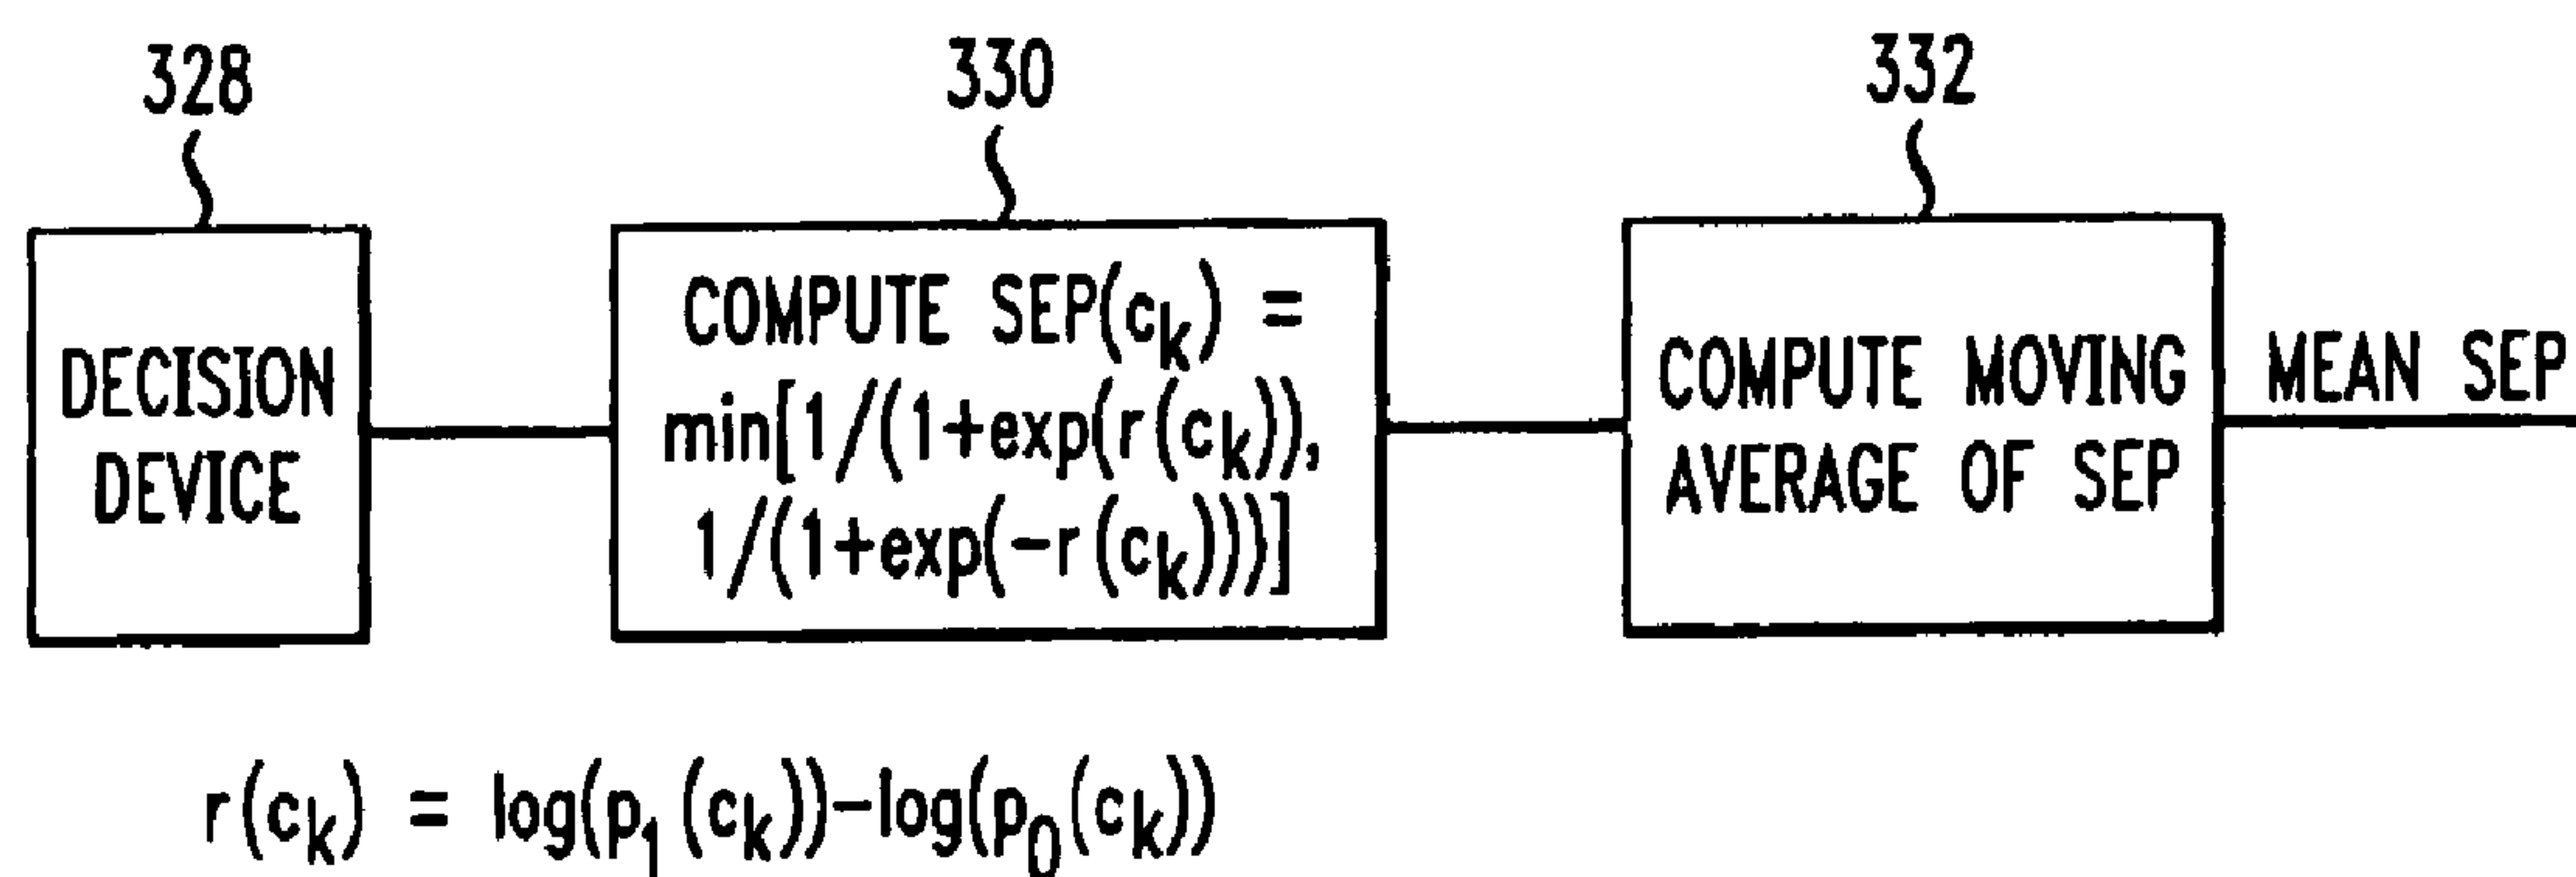 328
330
332
DECISION
DEVICE
COMPUTE SEP(c_k) =
min[1/(1+exp(r(c_k)),
1/(1+exp(-r(c_k)))]
COMPUTE MOVING
AVERAGE OF SEP
MEAN SEP
r(c_k) = log(p_1(c_k))-log(p_0(c_k))